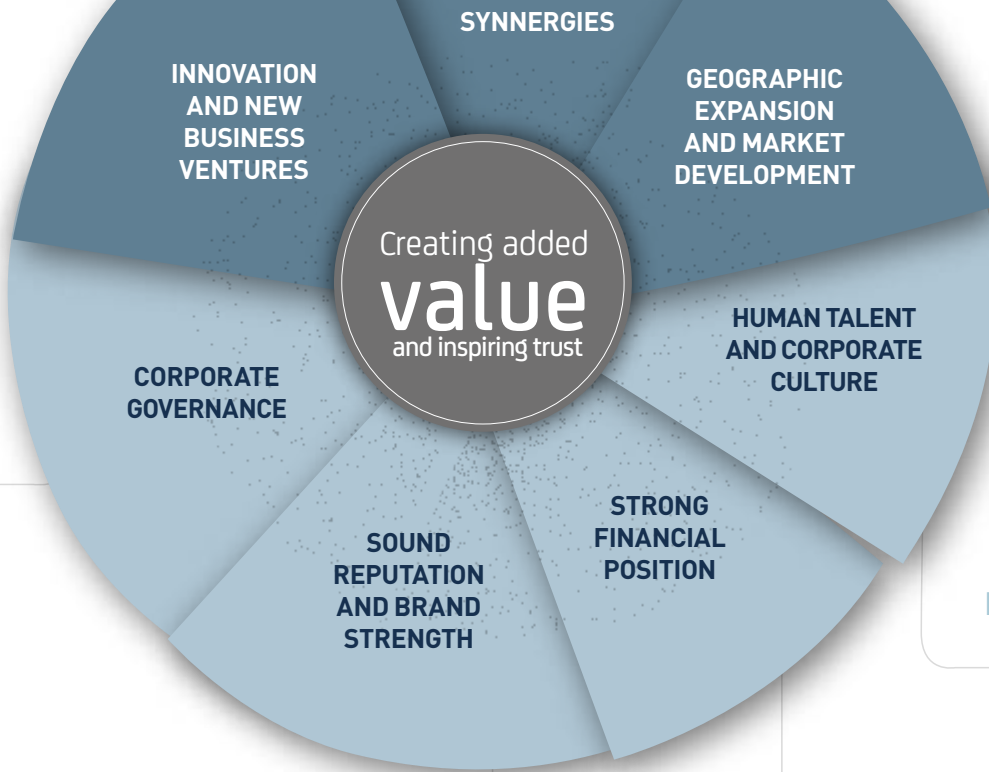 SYNNERGIES
INNOVATION
AND NEW
BUSINESS
VENTURES
GEOGRAPHIC
EXPANSION
AND MARKET
DEVELOPMENT
Creating added
value
and inspiring trust
HUMAN TALENT
AND CORPORATE
CULTURE
CORPORATE
GOVERNANCE
STRONG
FINANCIAL
POSITION
SOUND
REPUTATION
AND BRAND
STRENGTH